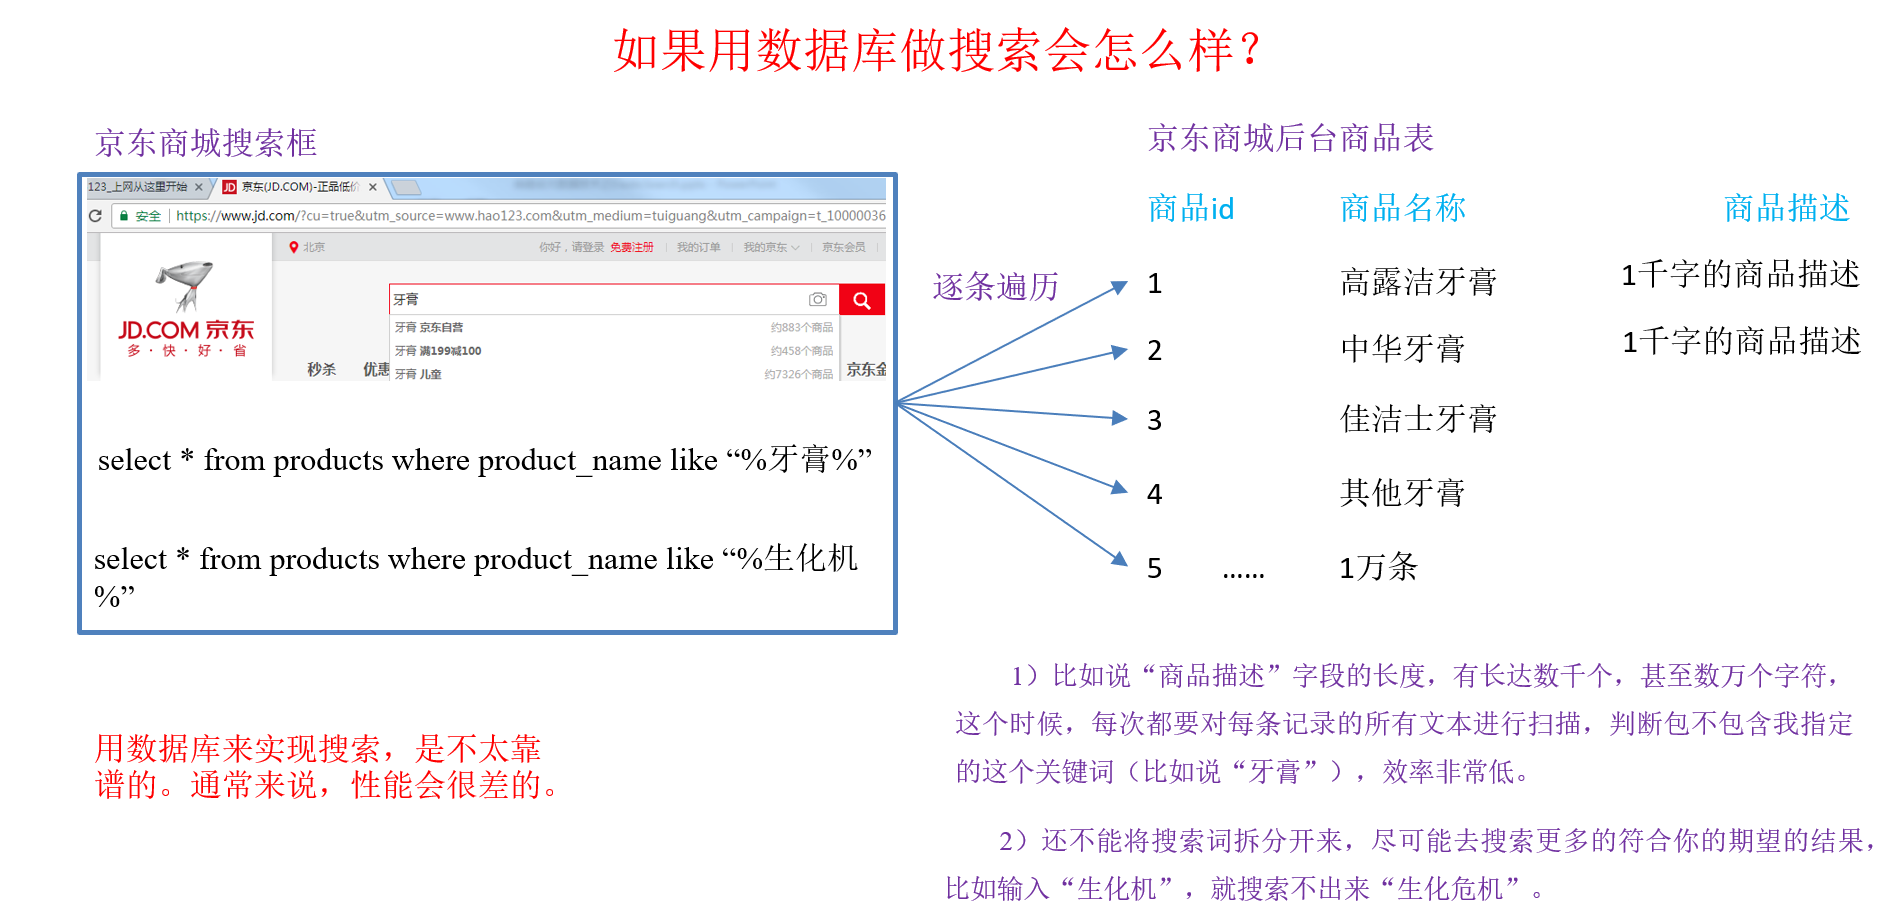 如果用数据库做搜索会怎么样？
京东商城搜索框
123_上网从这里开始
京东(JD.COM)-正品低价
安全 https://www.jd.com/?cu=true&utm_source=www.hao123.com&utm_medium=tuiguang&utm_campaign=t_10000036
北京 你好，请登录 免费注册 我的订单 我的京东 京东会员
JD.COM 京东
多·快·好·省
牙膏
牙膏 京东自营 约883个商品
牙膏 满199减100 约458个商品
牙膏 儿童 约7326个商品
秒杀 优惠 京东金
select * from products where product_name like “%牙膏%”
select * from products where product_name like “%生化机
%”
用数据库来实现搜索，是不太靠
谱的。通常来说，性能会很差的。
逐条遍历
京东商城后台商品表
商品id 商品名称 商品描述
1 高露洁牙膏 1千字的商品描述
2 中华牙膏 1千字的商品描述
3 佳洁士牙膏
4 其他牙膏
5 …… 1万条
1）比如说“商品描述”字段的长度，有长达数千个，甚至数万个字符，
这个时候，每次都要对每条记录的所有文本进行扫描，判断包不包含我指定
的这个关键词（比如说“牙膏”），效率非常低。
2）还不能将搜索词拆分开来，尽可能去搜索更多的符合你的期望的结果，
比如输入“生化机”，就搜索不出来“生化危机”。